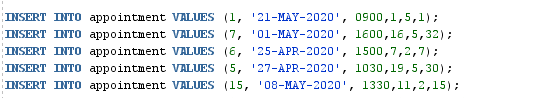 INSERT INTO appointment VALUES (1, '21-MAY-2020', 0900,1,5,1);
INSERT INTO appointment VALUES (7, '01-MAY-2020', 1600,16,5,32);
INSERT INTO appointment VALUES (6, '25-APR-2020', 1500,7,2,7);
INSERT INTO appointment VALUES (5, '27-APR-2020', 1030,19,5,30);
INSERT INTO appointment VALUES (15, '08-MAY-2020', 1330,11,2,15);